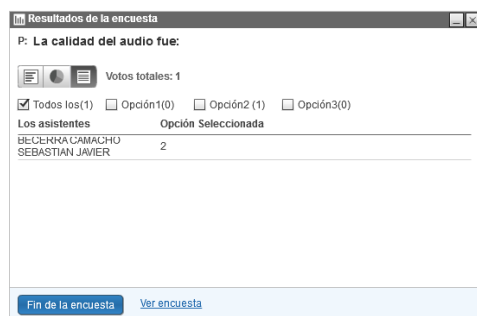 Resultados de la encuesta
P: La calidad del audio fue:
Votos totales: 1
Todos los(1) Opción1(0) Opción2 (1) Opción3(0)
Los asistentes Opción Seleccionada
BECERRA CAMACHO
SEBASTIAN JAVIER 2
Fin de la encuesta Ver encuesta